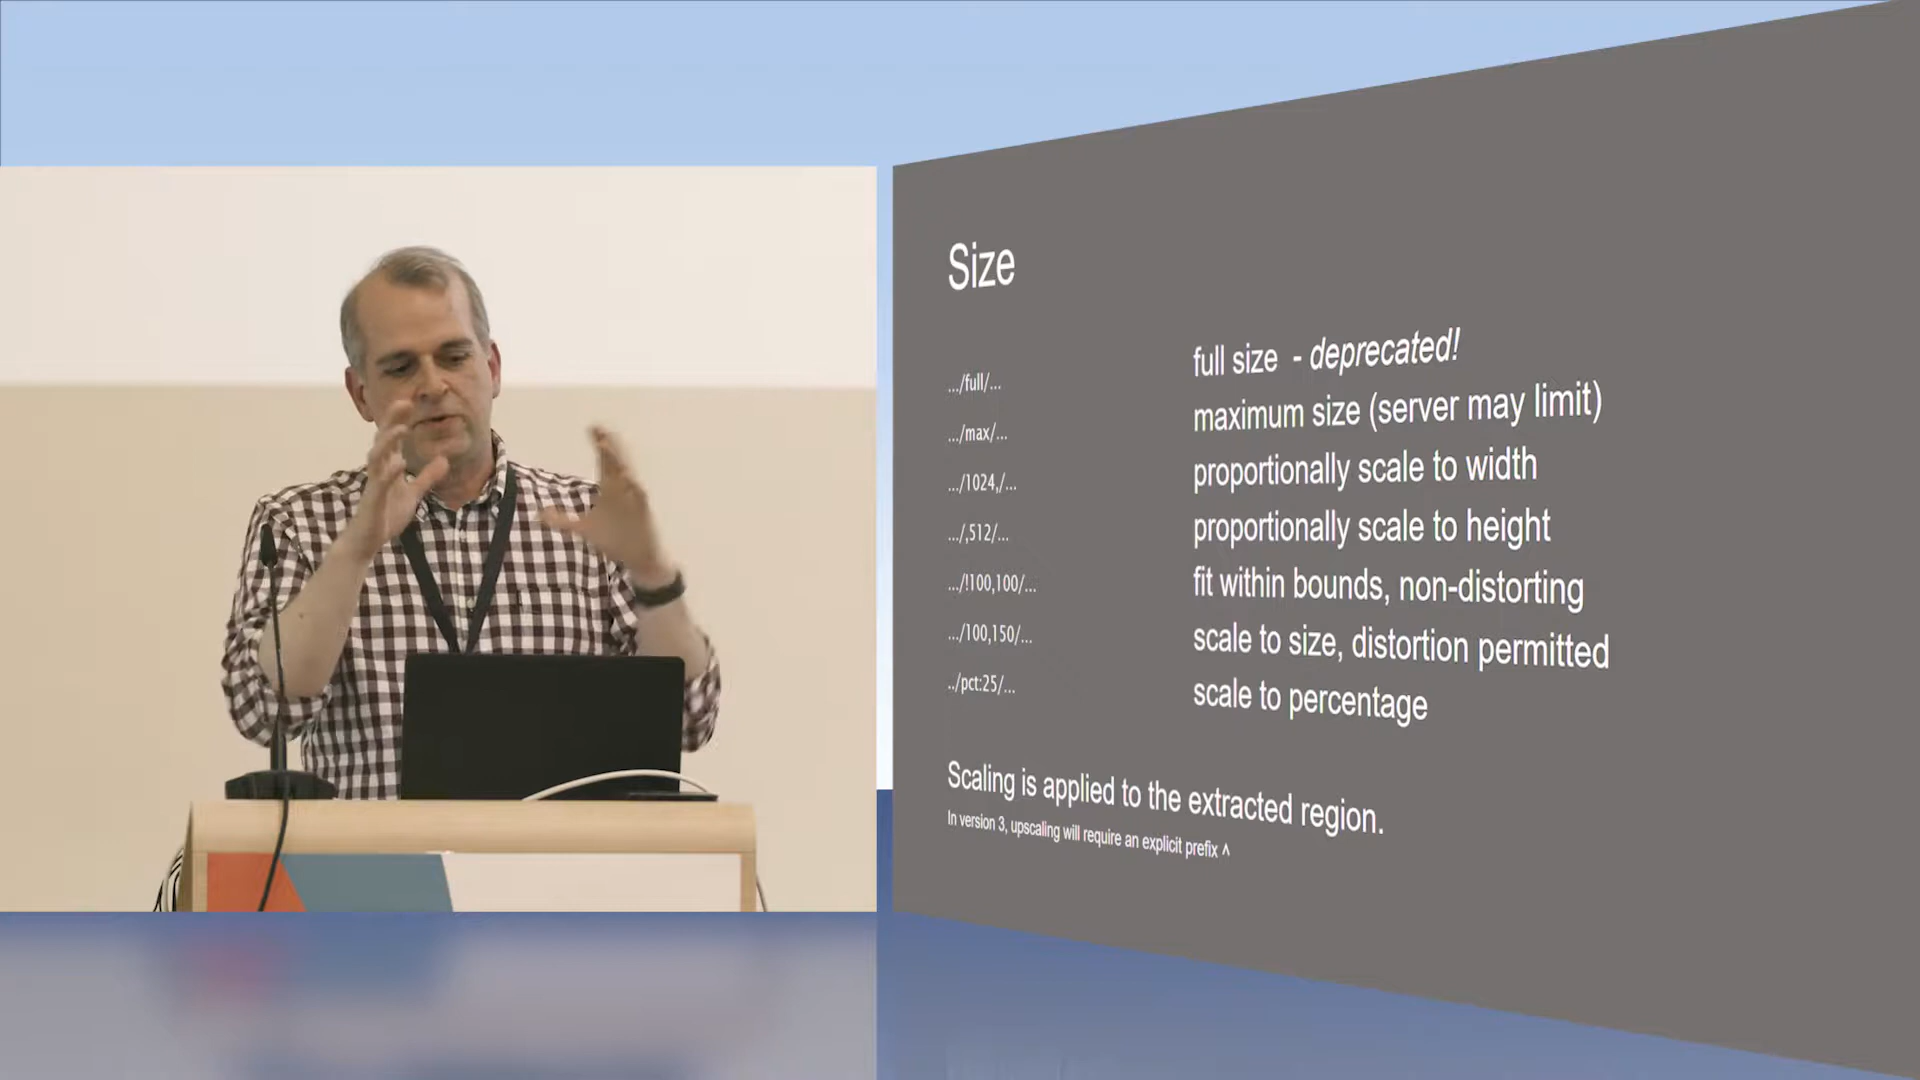 Size
.../full/... full size - deprecated!
.../max/... maximum size (server may limit)
.../1024,/... proportionally scale to width
.../,512/... proportionally scale to height
.../!100,100/... fit within bounds, non-distorting
.../100,150/... scale to size, distortion permitted
../pct:25/... scale to percentage
Scaling is applied to the extracted region.
In version 3, upscaling will require an explicit prefix ^